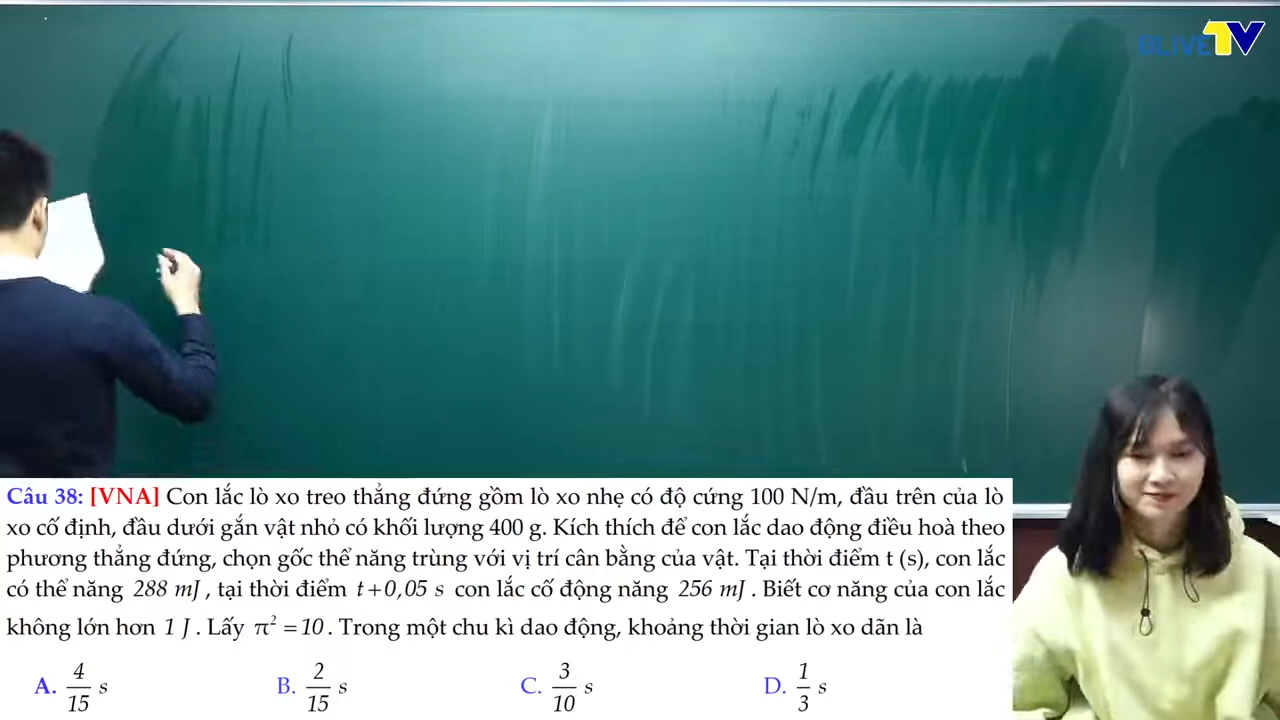 BLIVE TV
Câu 38: [VNA] Con lắc lò xo treo thẳng đứng gồm lò xo nhẹ có độ cứng 100 N/m, đầu trên của lò
xo cố định, đầu dưới gắn vật nhỏ có khối lượng 400 g. Kích thích để con lắc dao động điều hoà theo
phương thẳng đứng, chọn gốc thế năng trùng với vị trí cân bằng của vật. Tại thời điểm t (s), con lắc
có thế năng 288 mJ, tại thời điểm t+0,05 s con lắc cố động năng 256 mJ. Biết cơ năng của con lắc
không lớn hơn 1 J. Lấy π² = 10. Trong một chu kì dao động, khoảng thời gian lò xo dãn là
A. 4/15 s B. 2/15 s C. 3/10 s D. 1/3 s